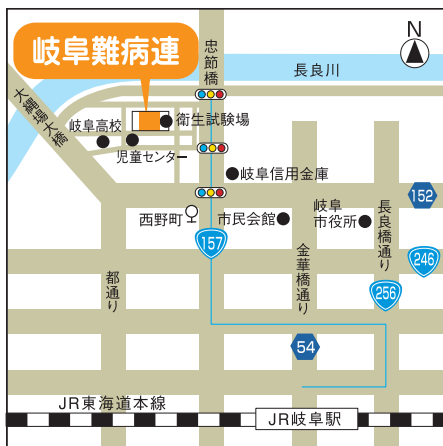 岐阜難病連
忠節橋
N
長良川
大縄場大橋
岐阜高校
衛生試験場
児童センター
岐阜信用金庫
西野町
市民会館
岐阜
市役所
長良橋通り
152
157
246
都通り
金華橋通り
256
54
JR東海道本線
JR岐阜駅